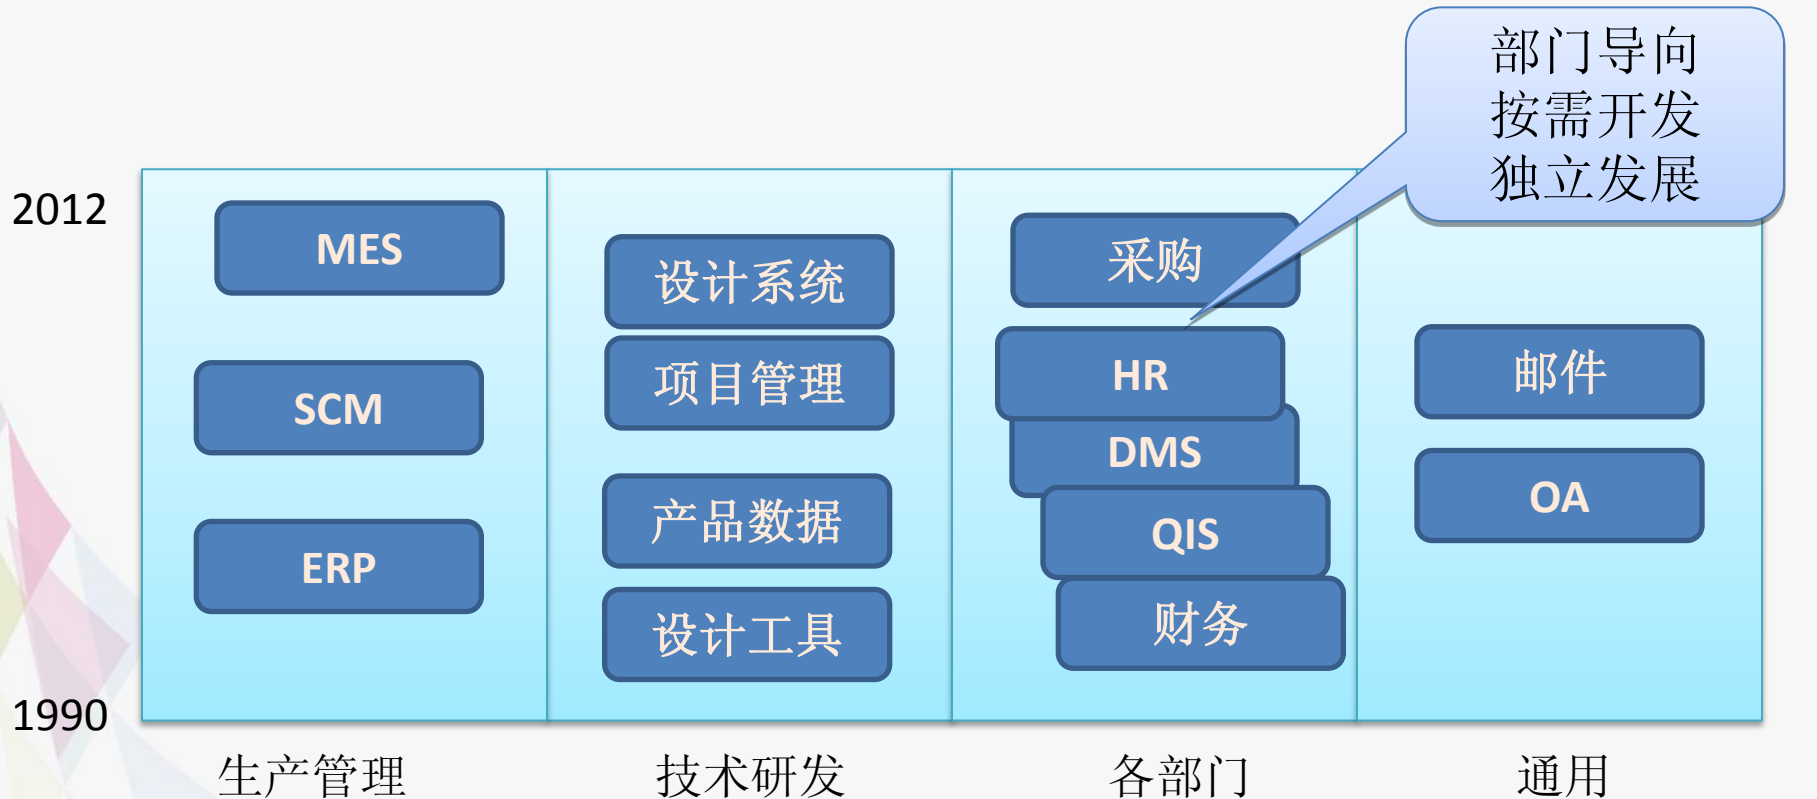 部门导向
按需开发
独立发展
2012
MES
SCM
ERP
设计系统
项目管理
产品数据
设计工具
采购
HR
DMS
QIS
财务
邮件
OA
1990
生产管理
技术研发
各部门
通用